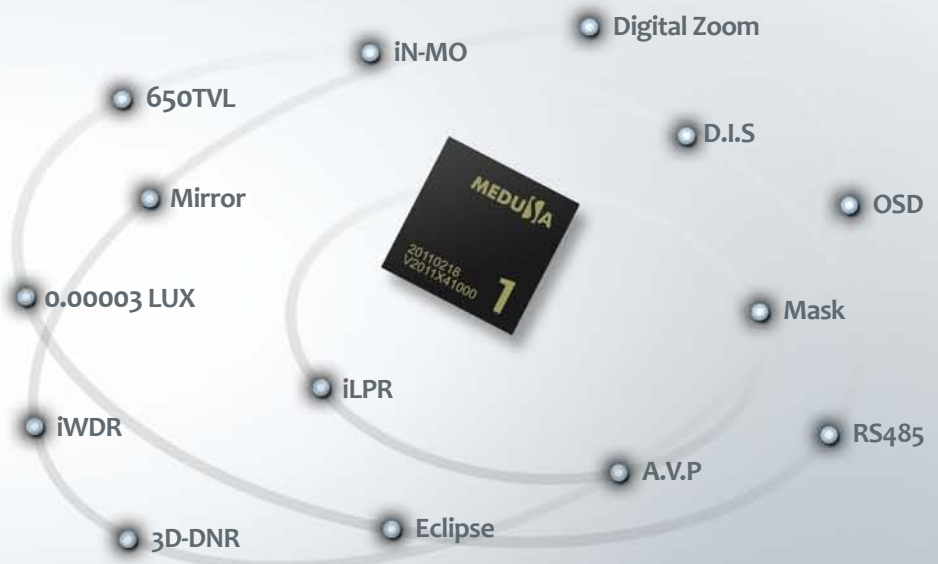 Digital Zoom
iN-MO
650TVL
D.I.S
Mirror
MEDUSSA
OSD
20110218
V2011X41000
1
0.00003 LUX
Mask
iLPR
iWDR
RS485
A.V.P
Eclipse
3D-DNR